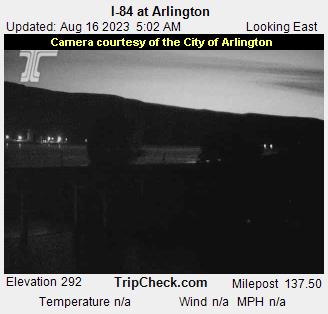 I-84 at Arlington
Updated: Aug 16 2023 5:02 AM Looking East
Camera courtesy of the City of Arlington
Elevation 292 TripCheck.com Milepost 137.50
Temperature n/a Wind n/a MPH n/a